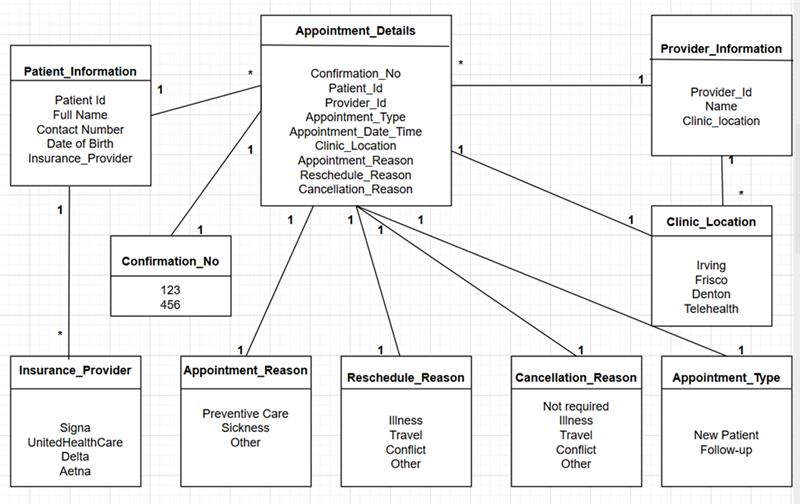 Appointment_Details
Confirmation_No
Patient_Id
Provider_Id
Appointment_Type
Appointment_Date_Time
Clinic_Location
Appointment_Reason
Reschedule_Reason
Cancellation_Reason
Patient_Information
Patient Id
Full Name
Contact Number
Date of Birth
Insurance_Provider
Provider_Information
Provider_Id
Name
Clinic_location
1
*
*
1
1
1
1
*
1
1
Confirmation_No
123
456
Clinic_Location
Irving
Frisco
Denton
Telehealth
1
*
1
1
1
1
1
1
1
1
Insurance_Provider
Signa
UnitedHealthCare
Delta
Aetna
Appointment_Reason
Preventive Care
Sickness
Other
Reschedule_Reason
Illness
Travel
Conflict
Other
Cancellation_Reason
Not required
Illness
Travel
Conflict
Other
Appointment_Type
New Patient
Follow-up